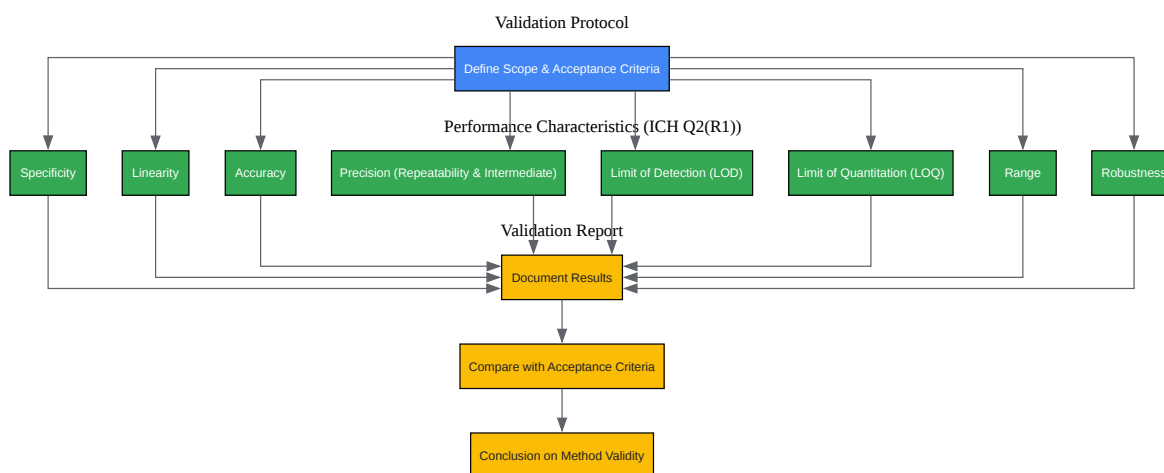 Validation Protocol
Define Scope & Acceptance Criteria
Performance Characteristics (ICH Q2(R1))
Specificity
Linearity
Accuracy
Precision (Repeatability & Intermediate)
Limit of Detection (LOD)
Limit of Quantitation (LOQ)
Range
Robustness
Validation Report
Document Results
Compare with Acceptance Criteria
Conclusion on Method Validity